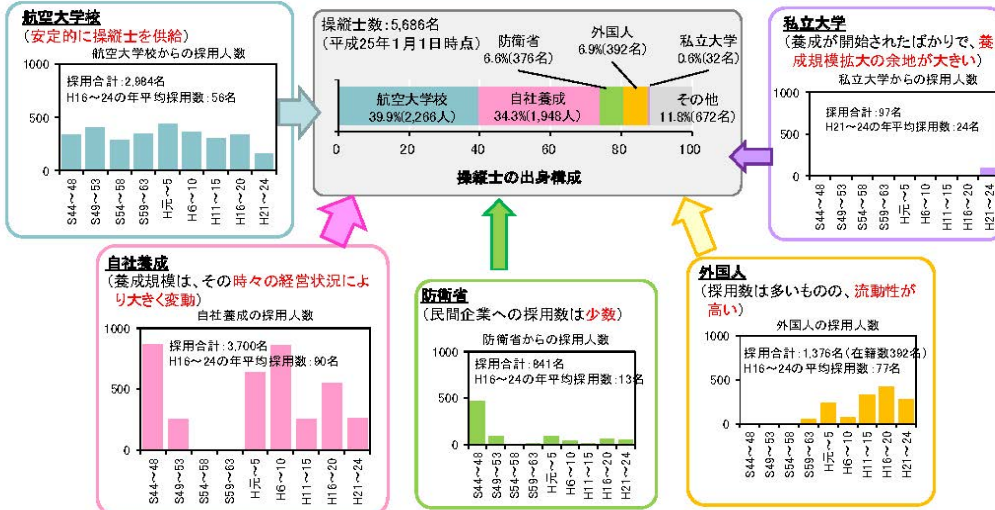 航空大学校
(安定的に操縦士を供給)
航空大学校からの採用人数
1000
500
0
採用合計:2,984名
H16～24の年平均採用数:56名
S44～48
S49～53
S54～58
S59～63
H元～5
H6～10
H11～15
H16～20
H21～24
操縦士数:5,686名
(平成25年1月1日時点)
防衛省
6.6%(376名)
外国人
6.9%(392名)
私立大学
0.6%(32名)
航空大学校
39.9%(2,266人)
自社養成
34.3%(1,948人)
その他
11.8%(672名)
0
20
40
60
80
100
操縦士の出身構成
私立大学
(養成が開始されたばかりで、養
成規模拡大の余地が大きい)
私立大学からの採用人数
1000
500
0
採用合計:97名
H21～24の年平均採用数:24名
S44～48
S49～53
S54～58
S59～63
H元～5
H6～10
H11～15
H16～20
H21～24
自社養成
(養成規模は、その時々の経営状況によ
り大きく変動)
自社養成の採用人数
1000
500
0
採用合計:3,700名
H16～24の年平均採用数:90名
S44～48
S49～53
S54～58
S59～63
H元～5
H6～10
H11～15
H16～20
H21～24
防衛省
(民間企業への採用数は少数)
防衛省からの採用人数
1000
500
0
採用合計:841名
H16～24の年平均採用数:13名
S44～48
S49～53
S54～58
S59～63
H元～5
H6～10
H11～15
H16～20
H21～24
外国人
(採用数は多いものの、流動性が
高い)
外国人の採用人数
1000
500
0
採用合計:1,376名(在籍数392名)
H16～24の年平均採用数:77名
S44～48
S49～53
S54～58
S59～63
H元～5
H6～10
H11～15
H16～20
H21～24